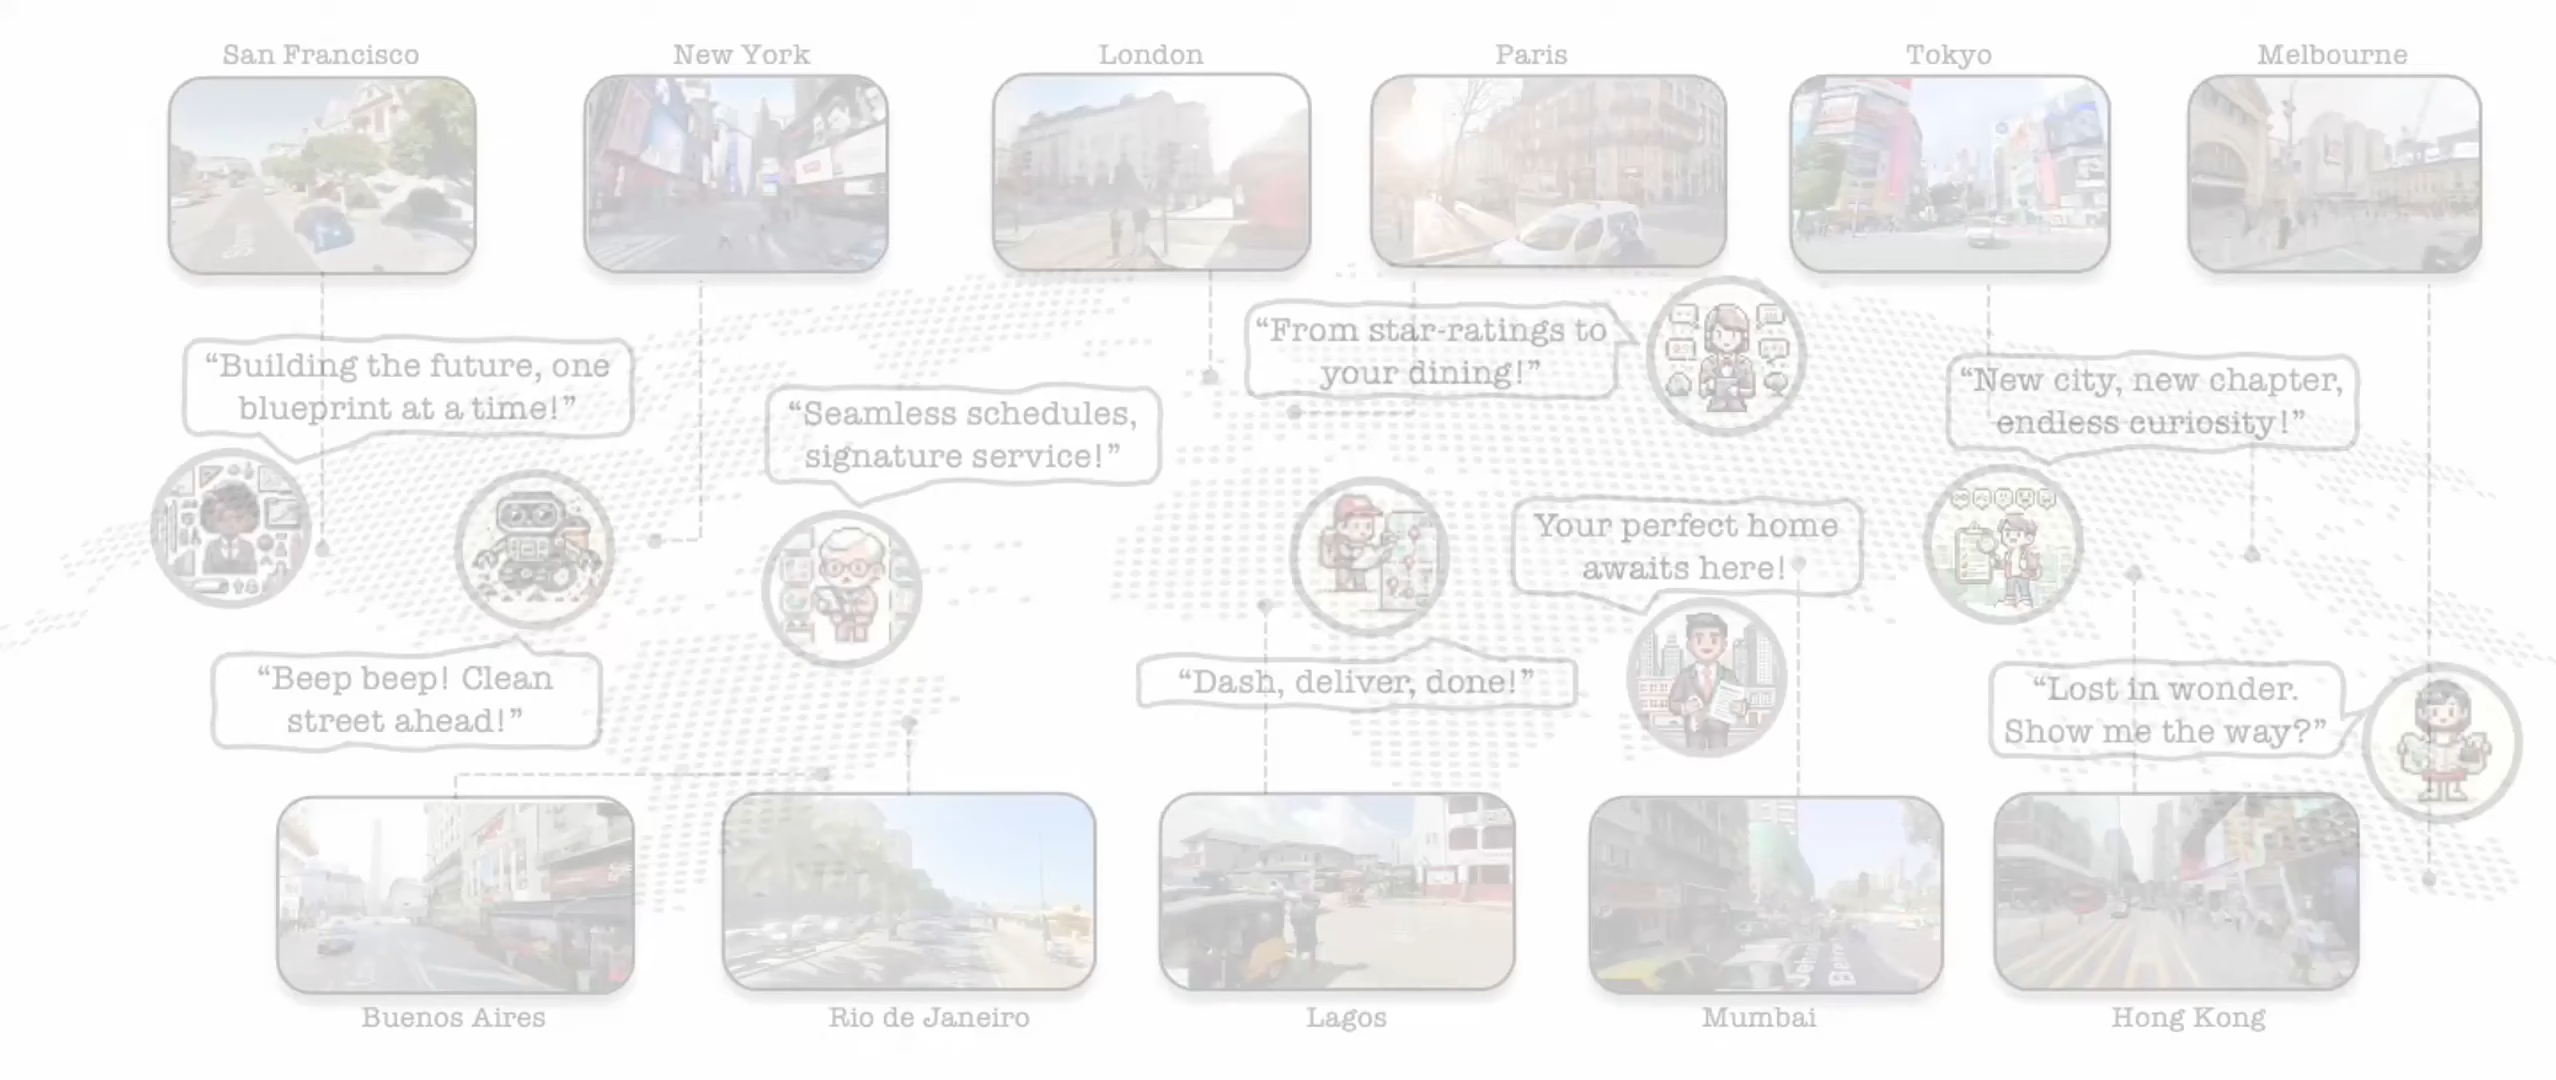 San Francisco
New York
London
Paris
Tokyo
Melbourne
“Building the future, one
blueprint at a time!”
“Seamless schedules,
signature service!”
“From star-ratings to
your dining!”
“New city, new chapter,
endless curiosity!”
Your perfect home
awaits here!
“Beep beep! Clean
street ahead!”
“Dash, deliver, done!”
“Lost in wonder.
Show me the way?”
Buenos Aires
Rio de Janeiro
Lagos
Mumbai
Hong Kong